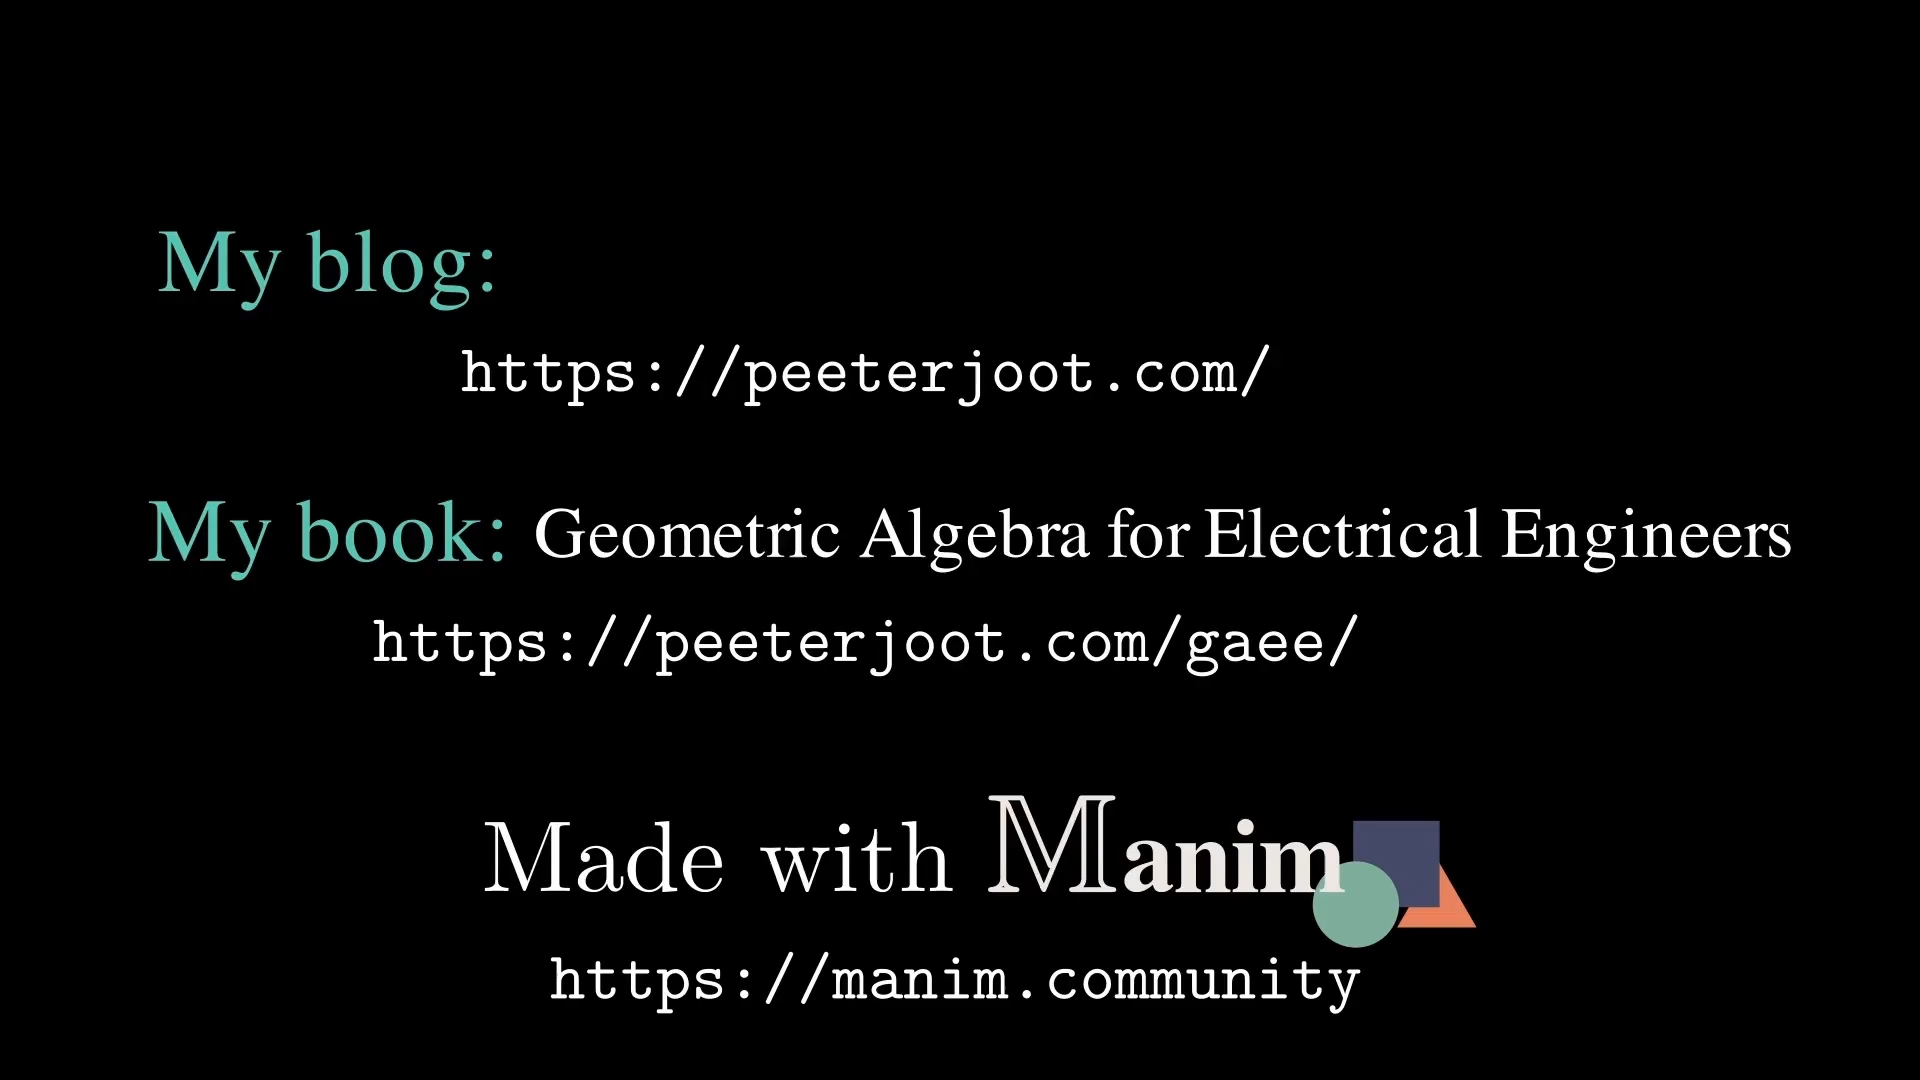 My blog:
https://peeterjoot.com/
My book: Geometric Algebra for Electrical Engineers
https://peeterjoot.com/gaee/
Made with 𝕄anim
https://manim.community